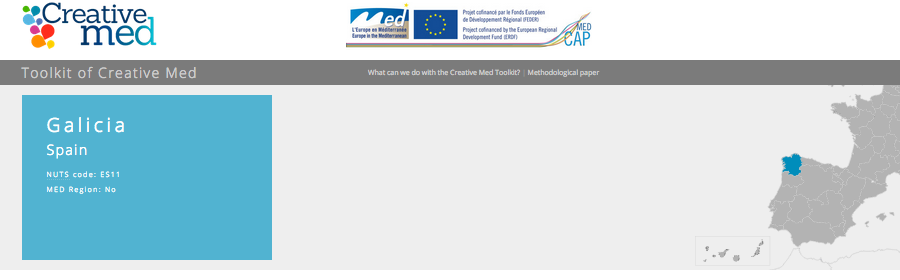 Creative
med
Med
L'Europe en Méditerranée
Europe in the Mediterranean
Projet cofinancé par le Fonds Européen
de Développement Régional (FEDER)
Project cofinanced by the European Regional
Development Fund (ERDF)
MED
CAP
Toolkit of Creative Med
What can we do with the Creative Med Toolkit? | Methodological paper
Galicia
Spain
NUTS code: ES11
MED Region: No